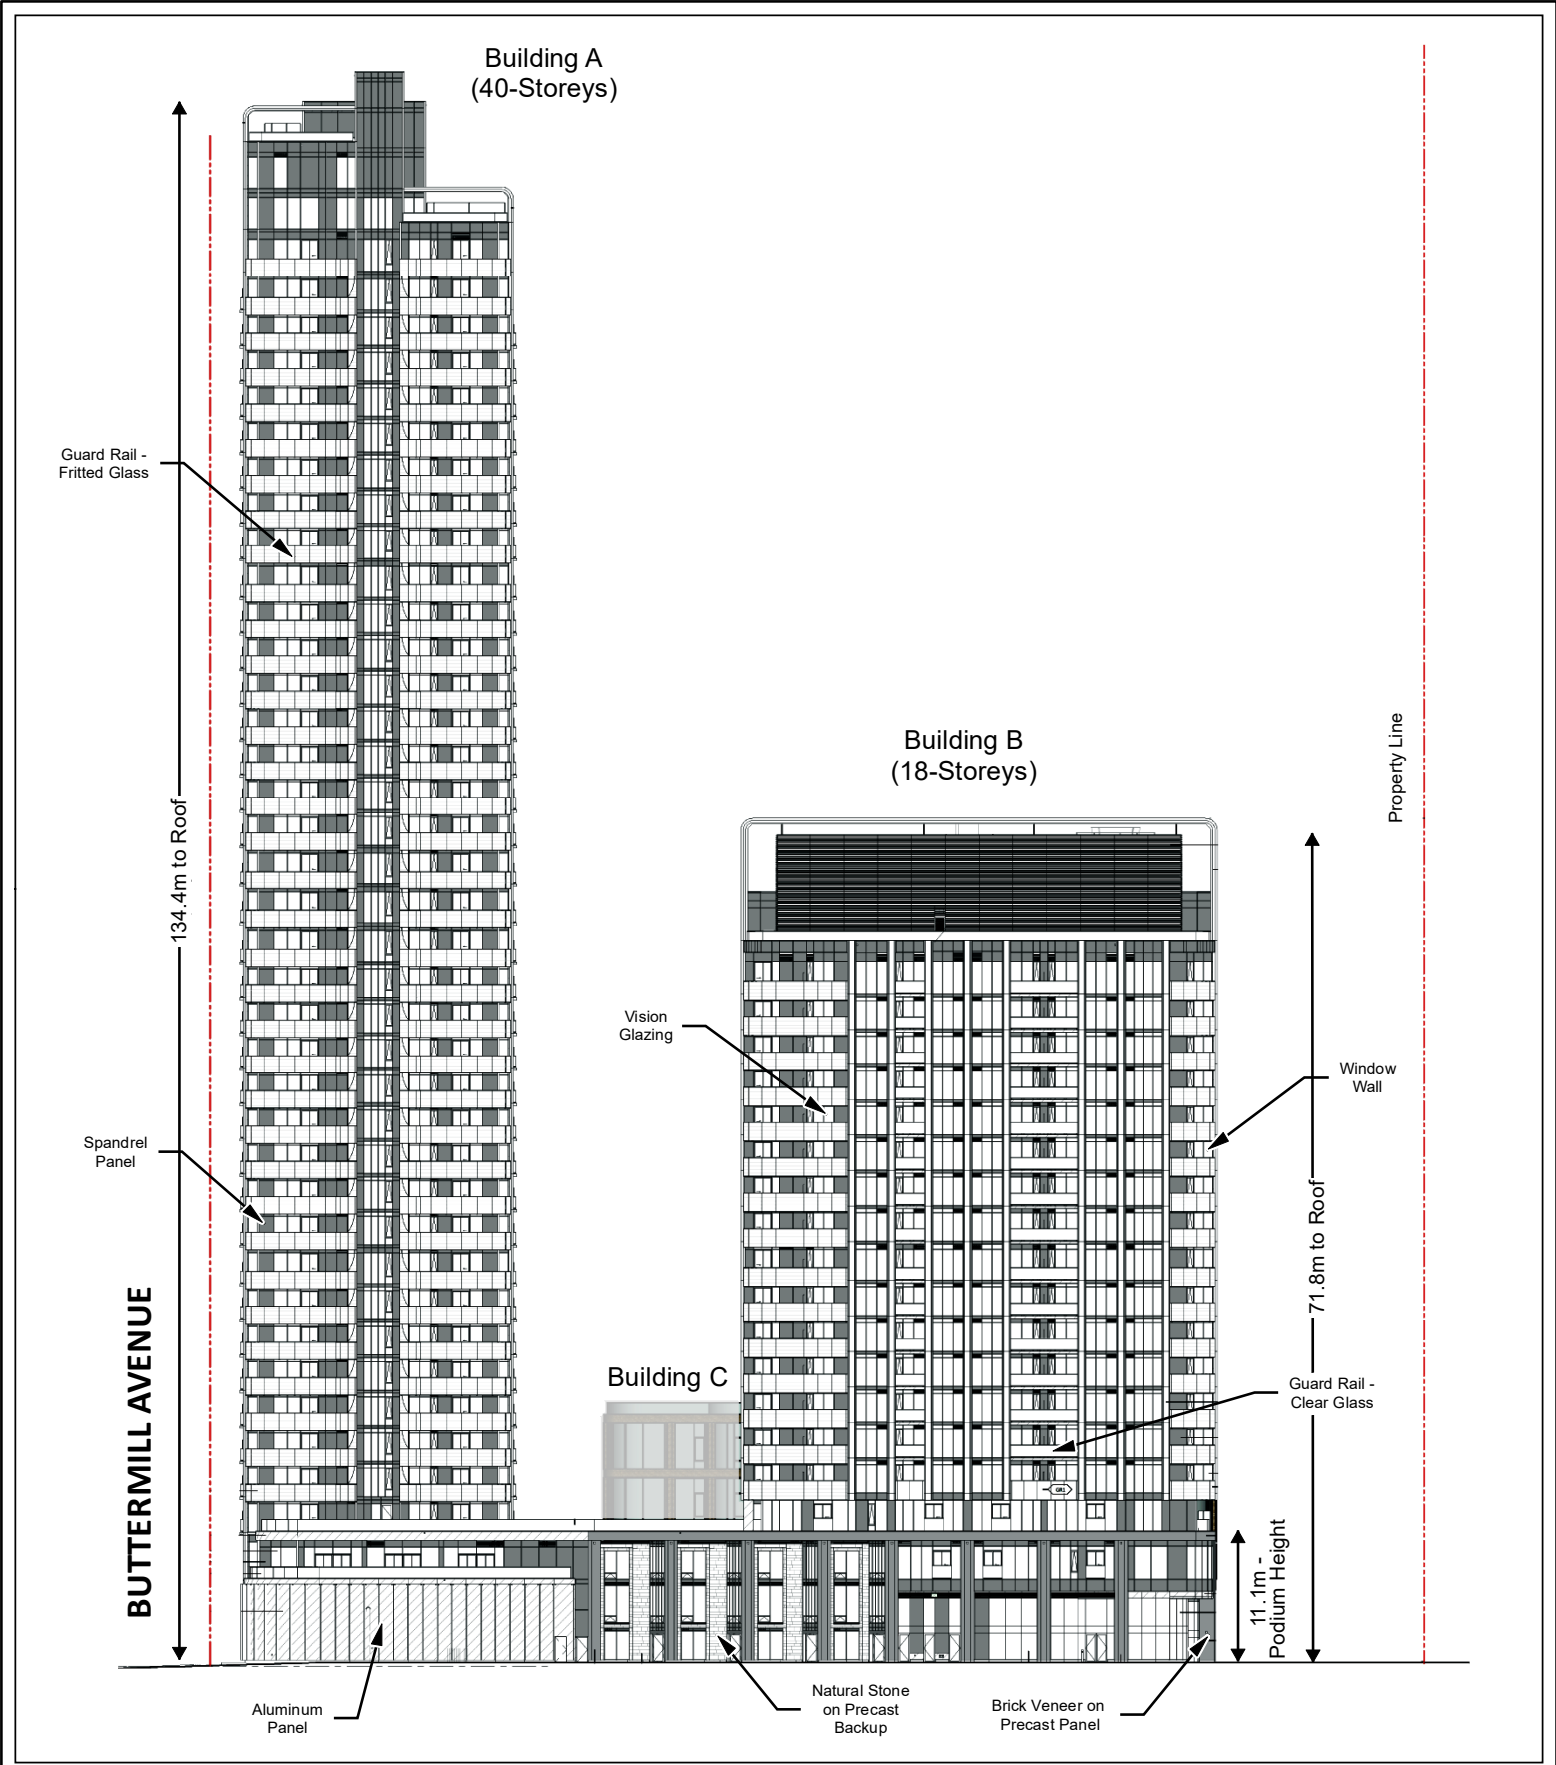 Building A
(40-Storeys)
Guard Rail -
Fritted Glass
134.4m to Roof
Spandrel
Panel
BUTTERMILL AVENUE
Building B
(18-Storeys)
Property Line
Vision
Glazing
Window
Wall
71.8m to Roof
Building C
Guard Rail -
Clear Glass
GR1
11.1m -
Podium Height
Aluminum
Panel
Natural Stone
on Precast
Backup
Brick Veneer on
Precast Panel